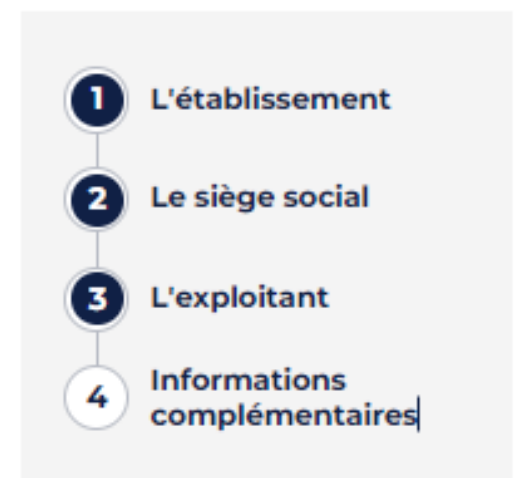 1 L'établissement
2 Le siège social
3 L'exploitant
4 Informations
complémentaires